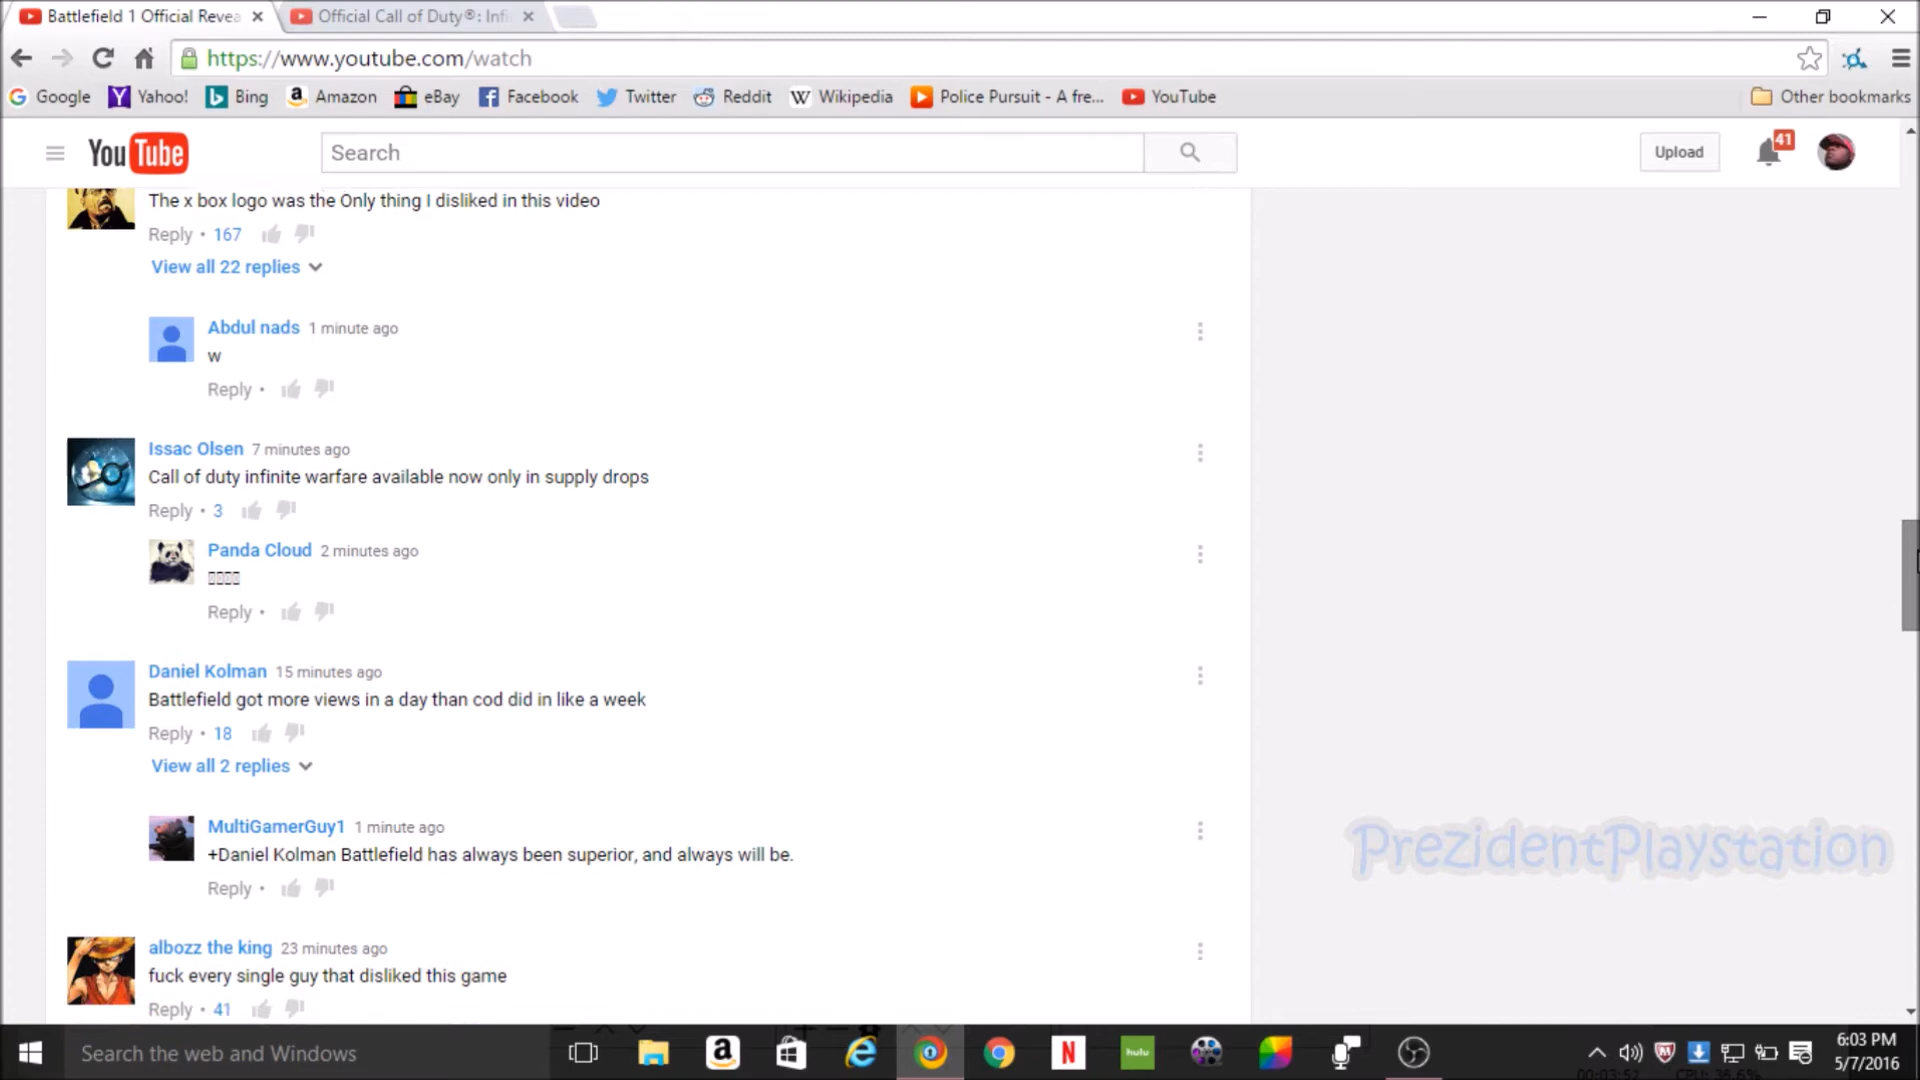 Battlefield 1 Official Revea
Official Call of Duty®: Infi
https://www.youtube.com/watch
Google Yahoo! Bing Amazon eBay Facebook Twitter Reddit Wikipedia Police Pursuit - A fre... YouTube Other bookmarks
YouTube Search Upload 41
The x box logo was the Only thing I disliked in this video
Reply • 167
View all 22 replies
Abdul nads 1 minute ago
w
Reply •
Issac Olsen 7 minutes ago
Call of duty infinite warfare available now only in supply drops
Reply • 3
Panda Cloud 2 minutes ago
Reply •
Daniel Kolman 15 minutes ago
Battlefield got more views in a day than cod did in like a week
Reply • 18
View all 2 replies
MultiGamerGuy1 1 minute ago
+Daniel Kolman Battlefield has always been superior, and always will be.
PrezidentPlaystation
Reply •
albozz the king 23 minutes ago
fuck every single guy that disliked this game
Reply • 41
Search the web and Windows
hulu
6:03 PM
5/7/2016